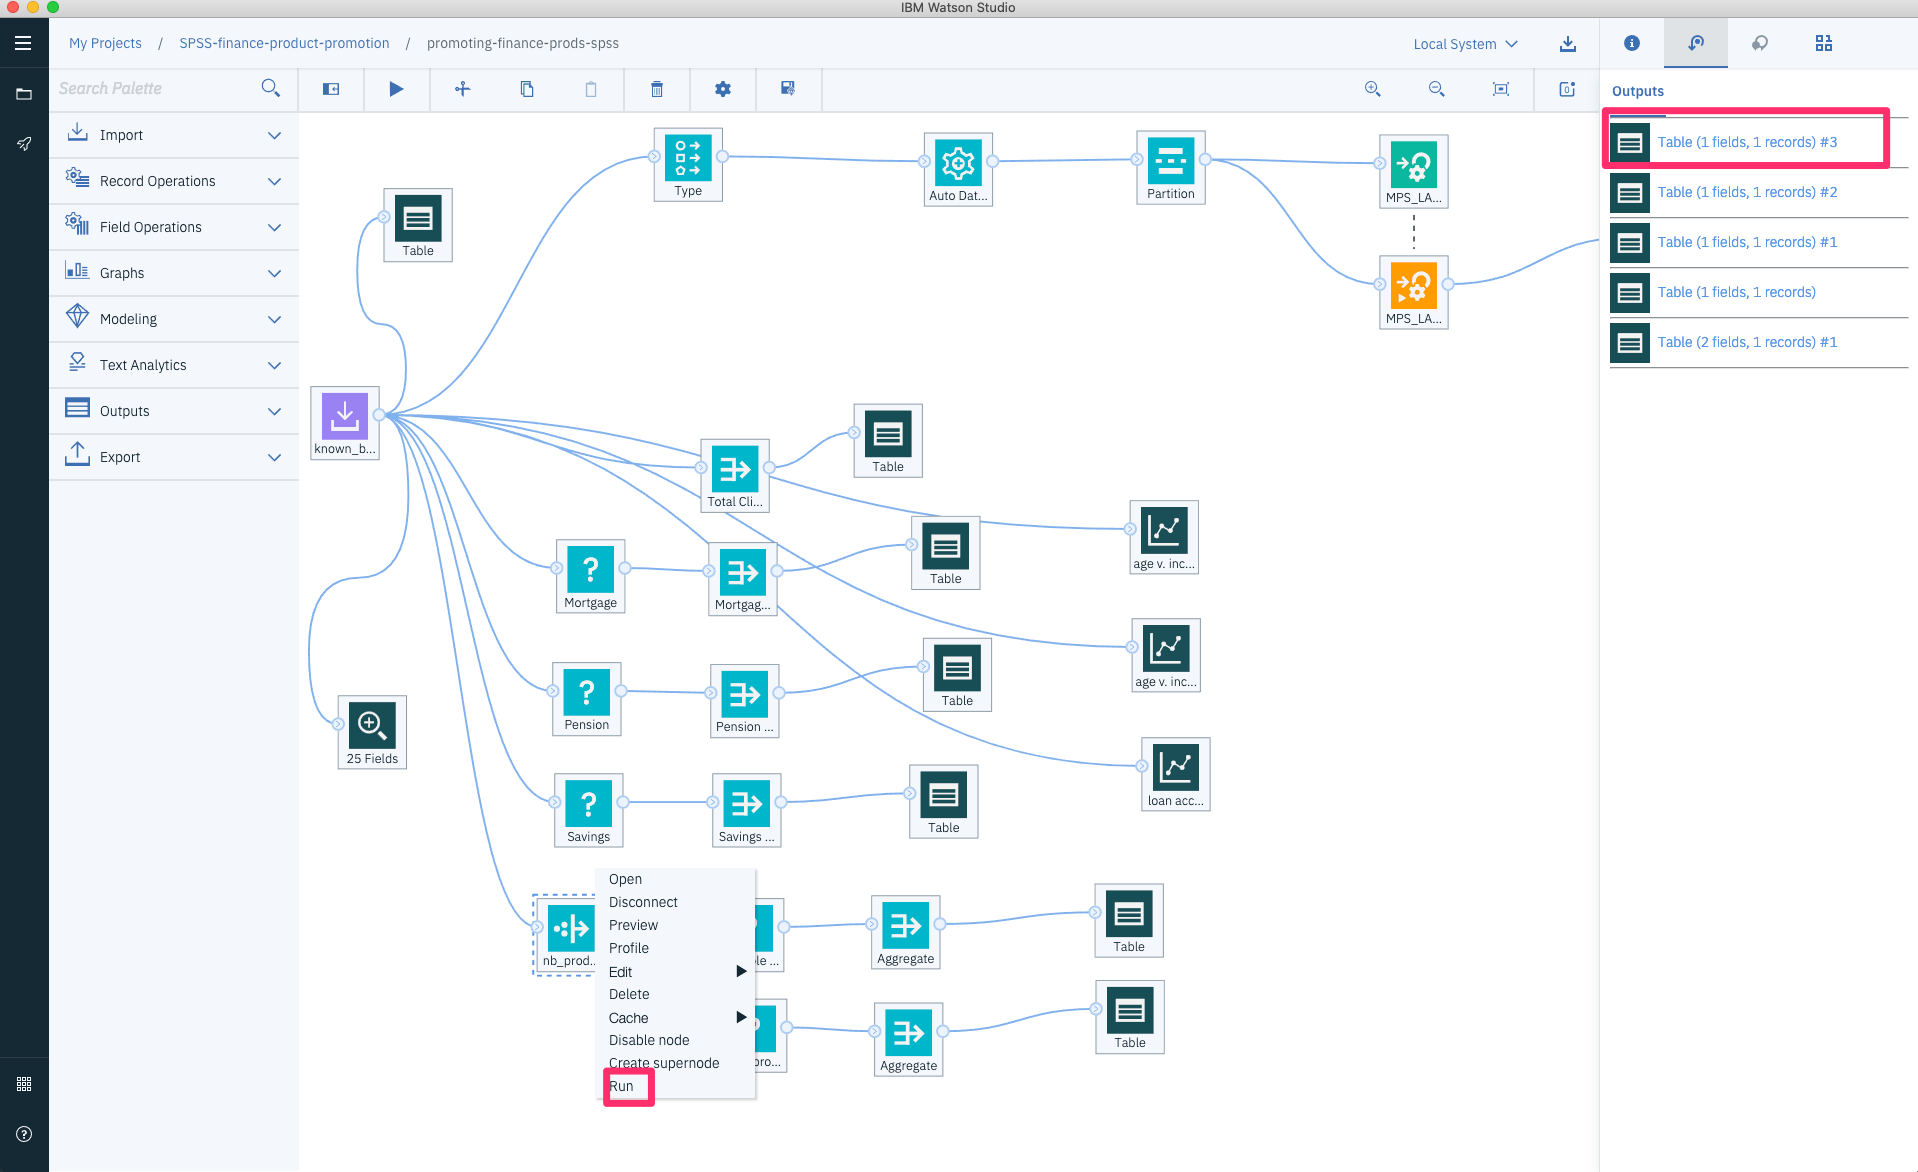 IBM Watson Studio
My Projects / SPSS-finance-product-promotion / promoting-finance-prods-spss
Local System
Search Palette
Import
Record Operations
Field Operations
Graphs
Modeling
Text Analytics
Outputs
Export
Outputs
Table (1 fields, 1 records) #3
Table (1 fields, 1 records) #2
Table (1 fields, 1 records) #1
Table (1 fields, 1 records)
Table (2 fields, 1 records) #1
Type
Auto Dat...
Partition
MPS_LA...
Table
MPS_LA...
known_b...
Table
Total Cli...
age v. inc...
Table
Mortgage
Mortgag...
age v. inc...
Table
Pension
Pension ...
25 Fields
loan acc...
Table
Savings
Savings ...
nb_prod...
le ...
Aggregate
Table
Open
Disconnect
Preview
Profile
Edit
Delete
Cache
Disable node
Create supernode
Run
pro...
Aggregate
Table